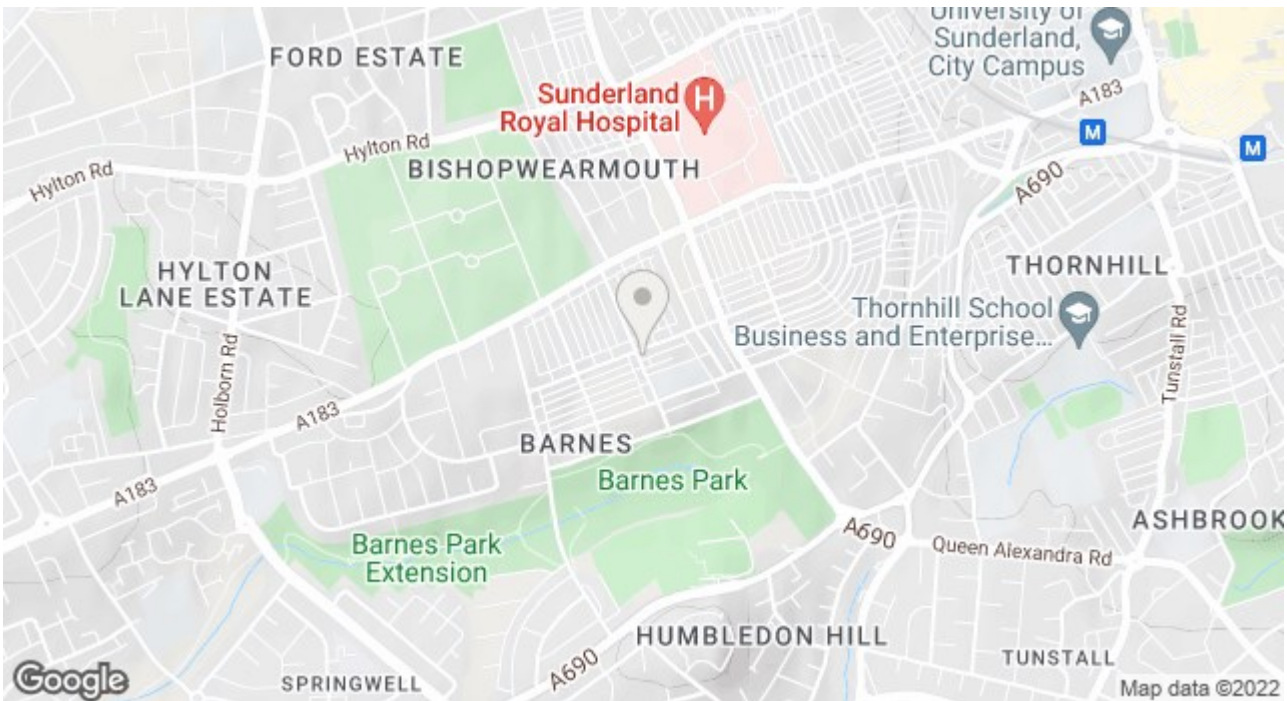 University of
Sunderland,
City Campus
FORD ESTATE
Sunderland
Royal Hospital
H
A183
M
M
Hylton Rd
Hylton Rd
BISHOPWEARMOUTH
A690
HYLTON
LANE ESTATE
THORNHILL
Thornhill School
Business and Enterprise...
Holborn Rd
Tunstall Rd
A183
BARNES
Barnes Park
A183
Barnes Park
Extension
A690
Queen Alexandra Rd
ASHBROOK
HUMBLEDON HILL
A690
TUNSTALL
SPRINGWELL
Google
Map data ©2022